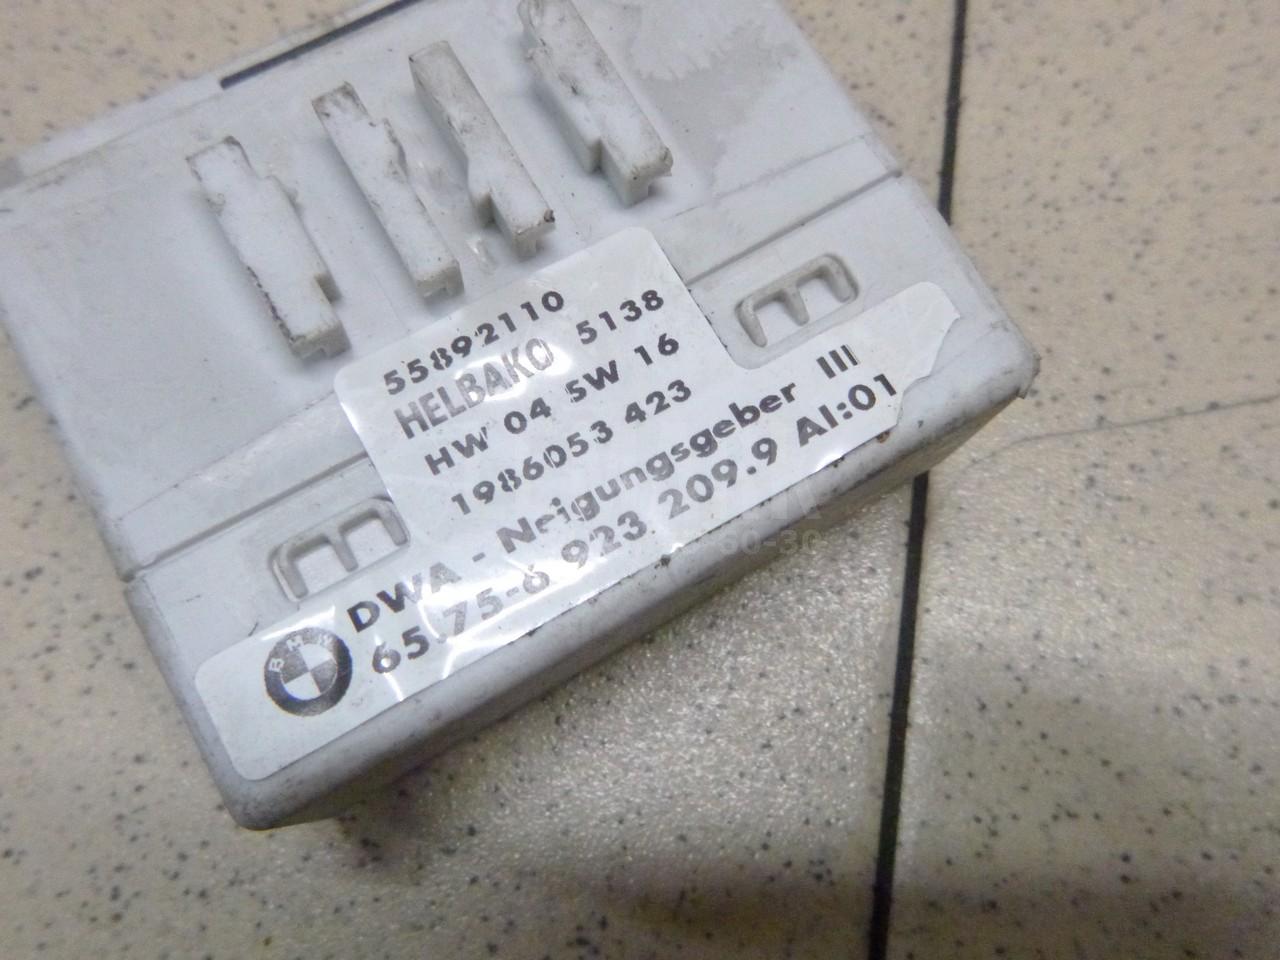 55892110
HELBAKO 5138
HW 04 5W 16
1986053 423
DWA - Neigungsgeber III
65.75-6 923 209.9 AI:01
BMW